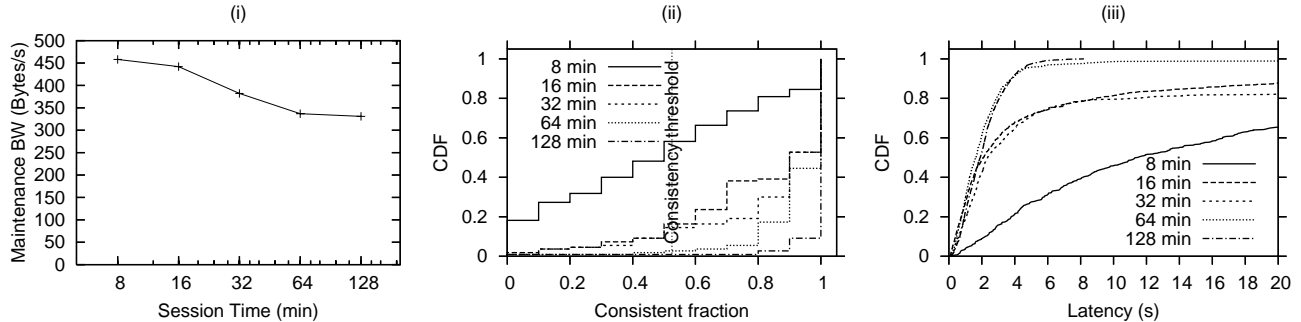 (i)
Maintenance BW (Bytes/s)
500
450
400
350
300
250
200
150
100
50
0
8 16 32 64 128
Session Time (min)
(ii)
CDF
1
0.8
0.6
0.4
0.2
0
8 min
16 min
32 min
64 min
128 min
Consistency threshold
0 0.2 0.4 0.6 0.8 1
Consistent fraction
(iii)
CDF
1
0.8
0.6
0.4
0.2
0
8 min
16 min
32 min
64 min
128 min
0 2 4 6 8 10 12 14 16 18 20
Latency (s)